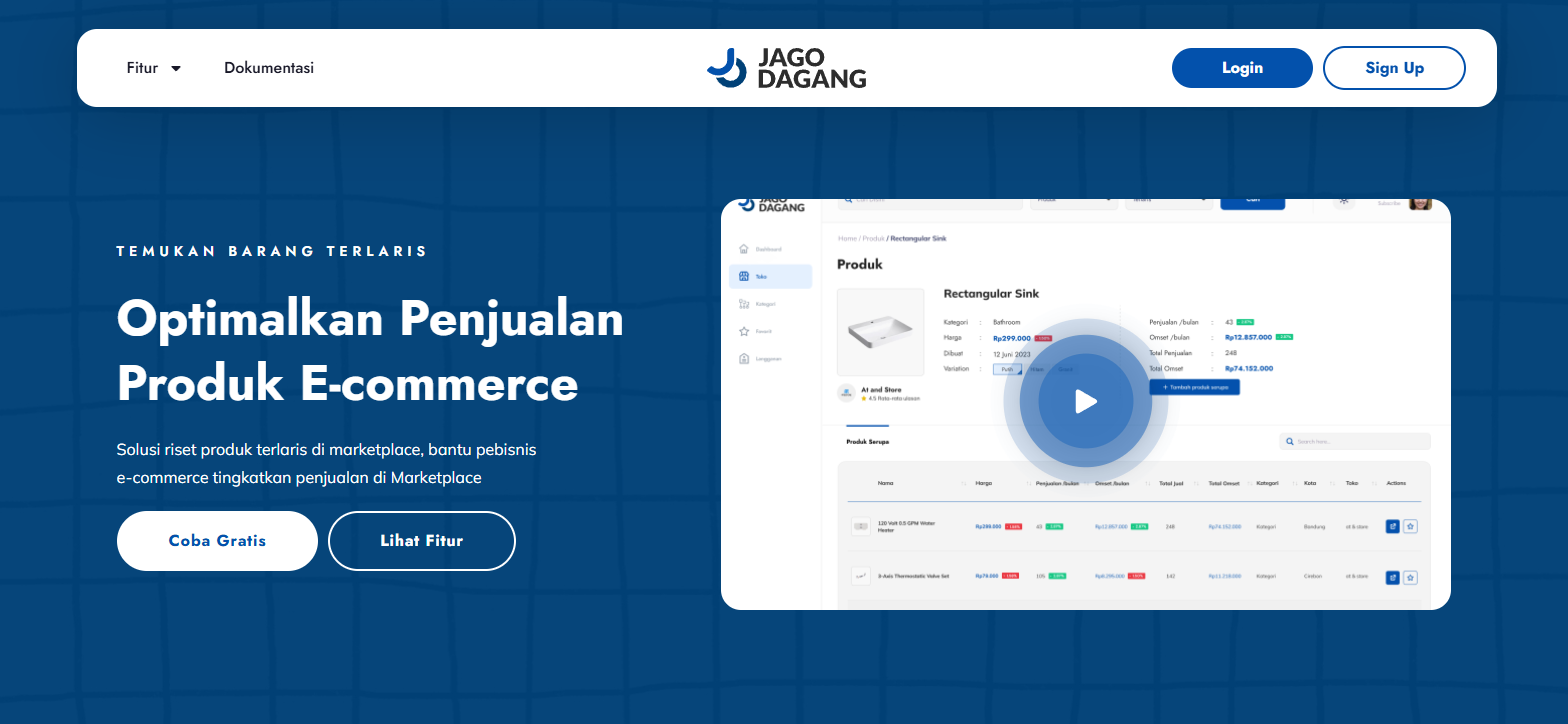 Fitur
Dokumentasi
JAGO
DAGANG
Login
Sign Up
TEMUKAN BARANG TERLARIS
Optimalkan Penjualan
Produk E-commerce
Solusi riset produk terlaris di marketplace, bantu pebisnis
e-commerce tingkatkan penjualan di Marketplace
Coba Gratis
Lihat Fitur
DAGANG
Dashboard
Toko
Kategori
Favorit
Langganan
Home / Produk / Rectangular Sink
Produk
Rectangular Sink
Kategori : Bathroom
Harga : Rp299.000
Dibuat : 12 Juni 2023
Variation : Putih
Penjualan /bulan : 43
Omset /bulan : Rp12.857.000
Total Penjualan : 248
Total Omset : Rp74.152.000
+ Tambah produk serupa
At and Store
4.5 Rata-rata ulasan
Produk Serupa
Search here..
Nama Harga Penjualan /bulan Omset /bulan Total jual Total Omset Kategori Kota Toko Actions
120 Volt 0.5 GPM Water
Heater
Rp299.000 43 Rp12.857.000 248 Rp74.152.000 Kategori Bandung at & store
3-Axis Thermostatic Valve Set Rp79.000 105 Rp8.295.000 142 Rp11.218.000 Kategori Cirebon at & store